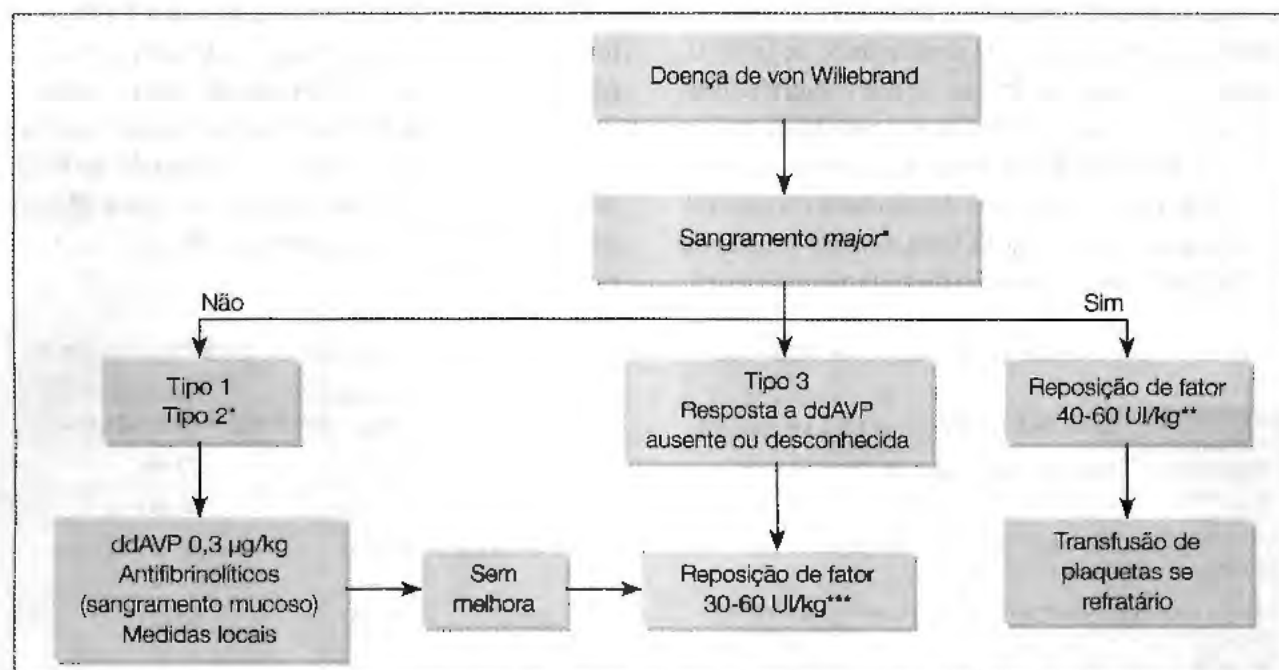 Doença de von Willebrand
Sangramento major*
Não
Sim
Tipo 1
Tipo 2*
Tipo 3
Resposta a ddAVP
ausente ou desconhecida
Reposição de fator
40-60 UI/kg**
ddAVP 0,3 µg/kg
Antifibrinolíticos
(sangramento mucoso)
Medidas locais
Sem
melhora
Reposição de fator
30-60 UI/kg***
Transfusão de
plaquetas se
refratário